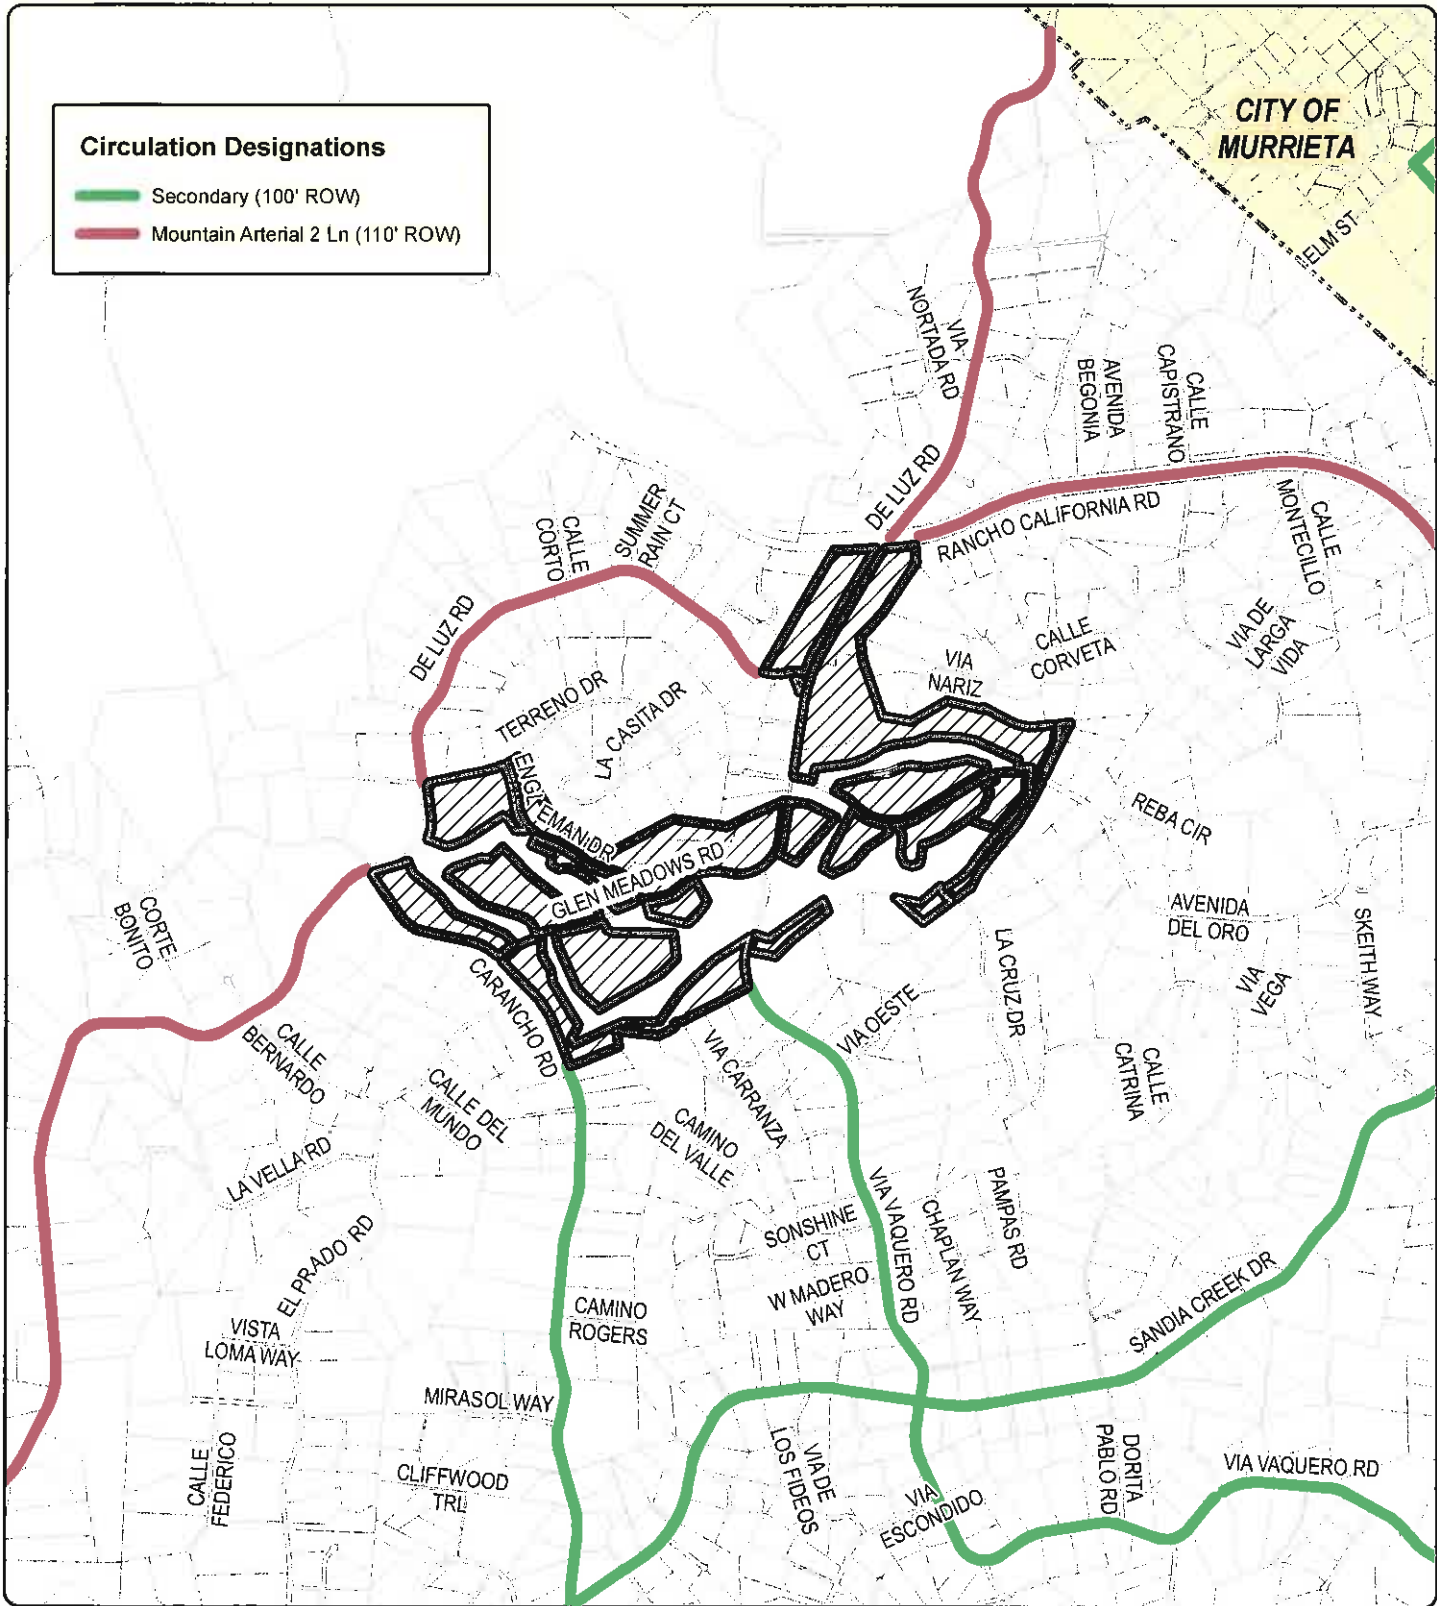 Circulation Designations
Secondary (100' ROW)
Mountain Arterial 2 Ln (110' ROW)
CITY OF
MURRIETA
ELM ST
VIA
NORTADA RD
AVENIDA
BEGONIA
CALLE
CAPISTRANO
DE LUZ RD
RANCHO CALIFORNIA RD
CALLE
MONTECILLO
SUMMER
RAIN CT
CALLE
CORTO
DE LUZ RD
VIA DE
LARGA
VIDA
CALLE
CORVETA
VIA
NARIZ
TERRENO DR
LA CASITA DR
REBA CIR
GLEN MEADOWS RD
CORTE
BONITO
AVENIDA
DEL ORO
SKEITH WAY
LA CRUZ DR
VIA
VEGA
CARANCHO RD
VIA OESTE
CALLE
BERNARDO
VIA CARRANZA
CALLE
CATRINA
CALLE DEL
MUNDO
CAMINO
DEL VALLE
LA VELLA RD
VIA VAQUERO RD
PAMPAS RD
CHAPLAN WAY
SONSHINE
CT
EL PRADO RD
W MADERO
WAY
SANDIA CREEK DR
CAMINO
ROGERS
VISTA
LOMA WAY
MIRASOL WAY
CALLE
FEDERICO
CLIFFWOOD
TRL
VIA DE
LOS FIDEOS
DORITA
PABLO RD
VIA VAQUERO RD
VIA
ESCONDIDO